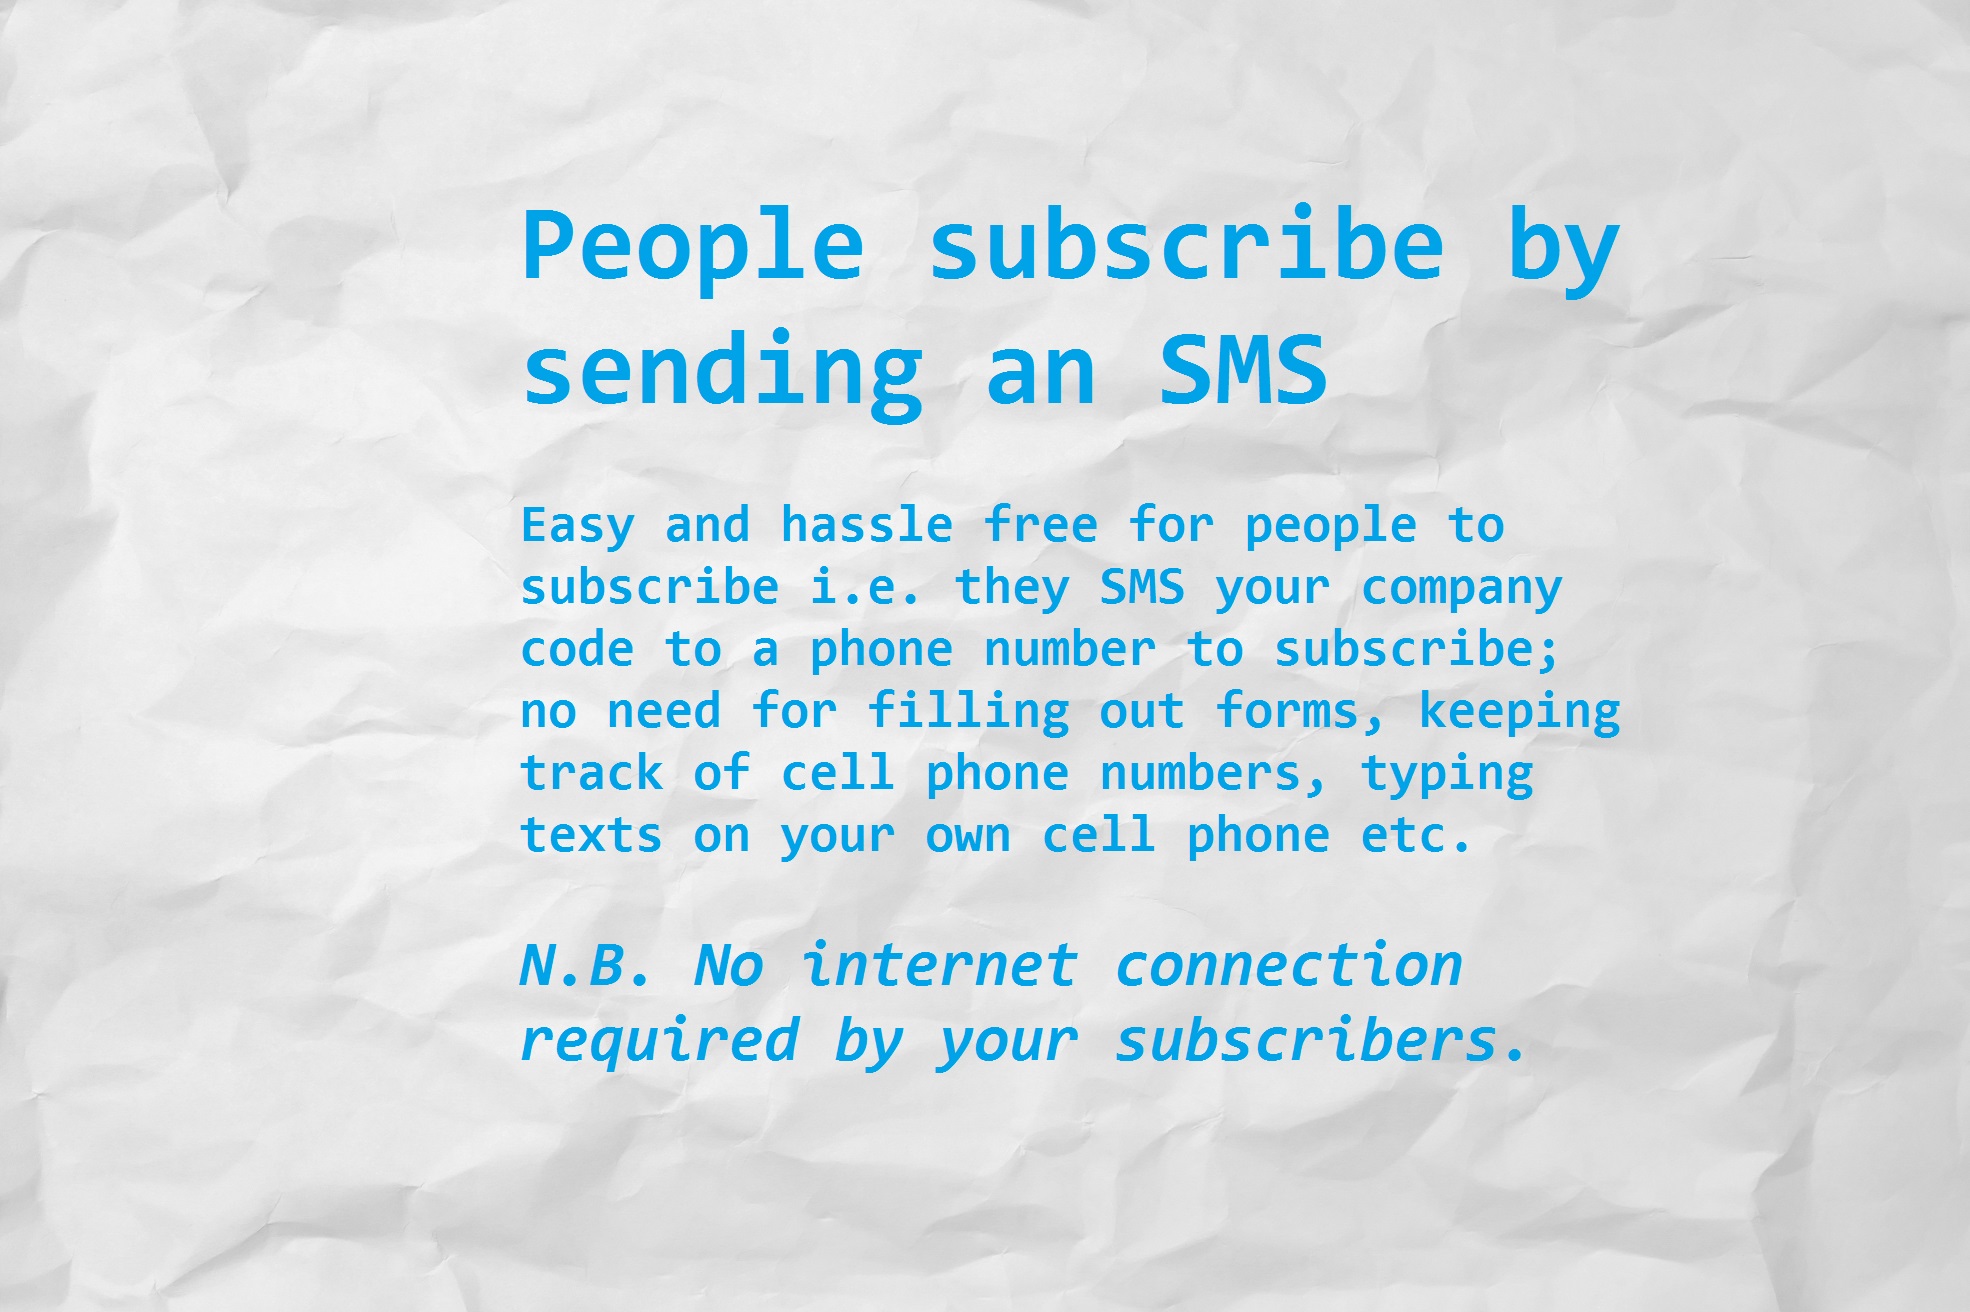 People subscribe by
sending an SMS
Easy and hassle free for people to
subscribe i.e. they SMS your company
code to a phone number to subscribe;
no need for filling out forms, keeping
track of cell phone numbers, typing
texts on your own cell phone etc.
N.B. No internet connection
required by your subscribers.